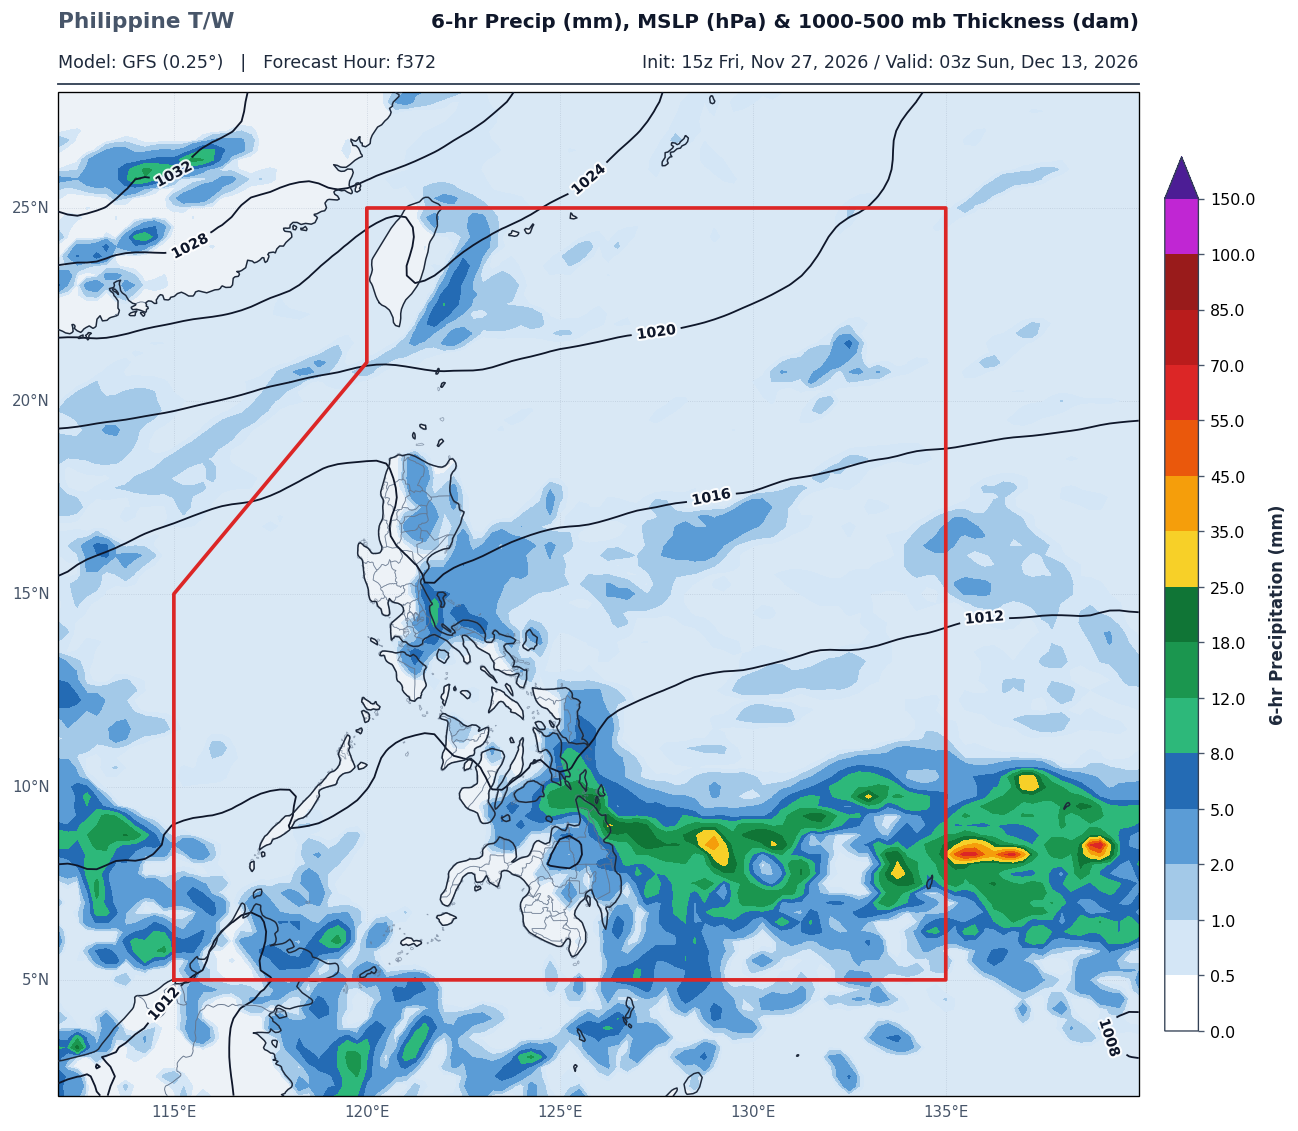 Philippine T/W
6-hr Precip (mm), MSLP (hPa) & 1000-500 mb Thickness (dam)
Model: GFS (0.25°) | Forecast Hour: f372
Init: 15z Fri, Nov 27, 2026 / Valid: 03z Sun, Dec 13, 2026
1032
1028
1024
1020
1016
1012
1012
1008
25°N
20°N
15°N
10°N
5°N
115°E
120°E
125°E
130°E
135°E
150.0
100.0
85.0
70.0
55.0
45.0
35.0
25.0
18.0
12.0
8.0
5.0
2.0
1.0
0.5
0.0
6-hr Precipitation (mm)